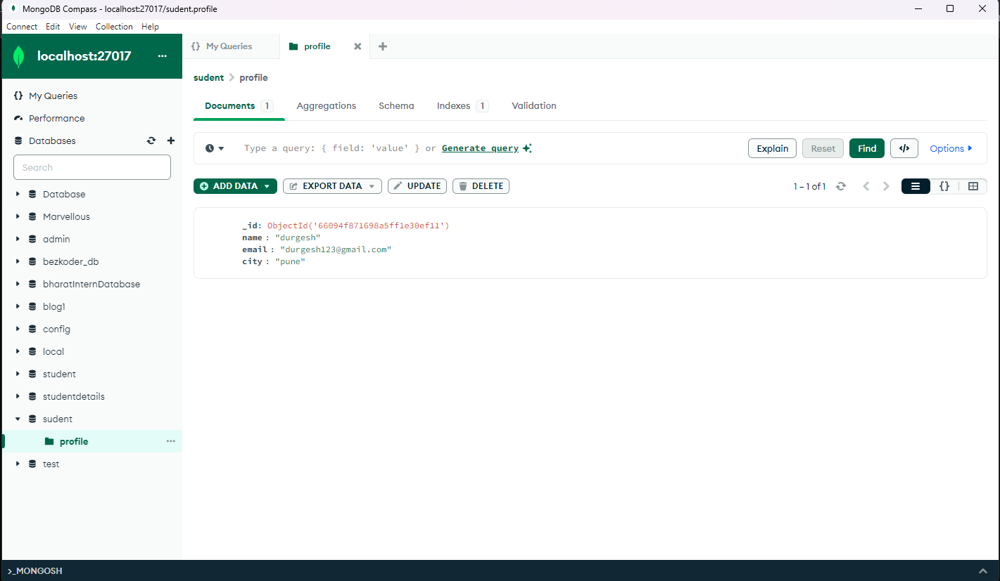 MongoDB Compass - localhost:27017/sudent.profile
Connect Edit View Collection Help
localhost:27017 ...
{} My Queries
Performance
Databases
Search
Database
Marvellous
admin
bezkoder_db
bharatInternDatabase
blog1
config
local
student
studentdetails
sudent
profile ...
test
{} My Queries
profile
sudent > profile
Documents 1 Aggregations Schema Indexes 1 Validation
Type a query: { field: 'value' } or Generate query
Explain Reset Find </> Options
ADD DATA EXPORT DATA UPDATE DELETE
1 – 1 of 1 {}
_id: ObjectId('66094f871698a5ff1e30ef11')
name : "durgesh"
email : "durgesh123@gmail.com"
city : "pune"
>_MONGOSH